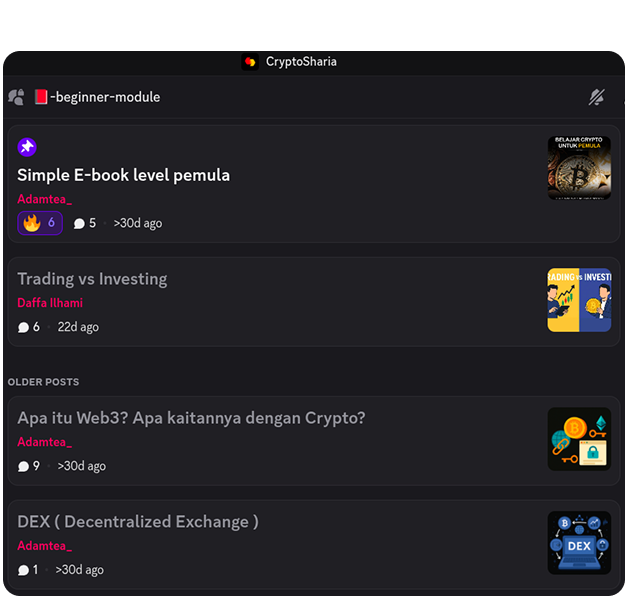 CryptoSharia
-beginner-module
BELAJAR CRYPTO
UNTUK PEMULA
Simple E-book level pemula
Adamtea_
6 5 · >30d ago
Trading vs Investing
TRADING vs INVESTI
Daffa Ilhami
6 · 22d ago
OLDER POSTS
Apa itu Web3? Apa kaitannya dengan Crypto?
Adamtea_
9 · >30d ago
DEX ( Decentralized Exchange )
Adamtea_
DEX
1 · >30d ago